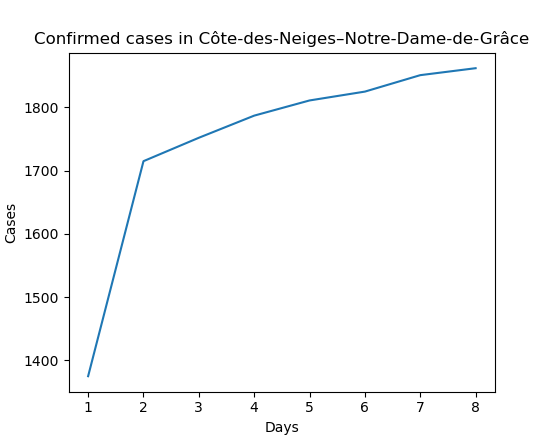 Confirmed cases in Côte-des-Neiges–Notre-Dame-de-Grâce
1800
1700
1600
1500
1400
Cases
1 2 3 4 5 6 7 8
Days